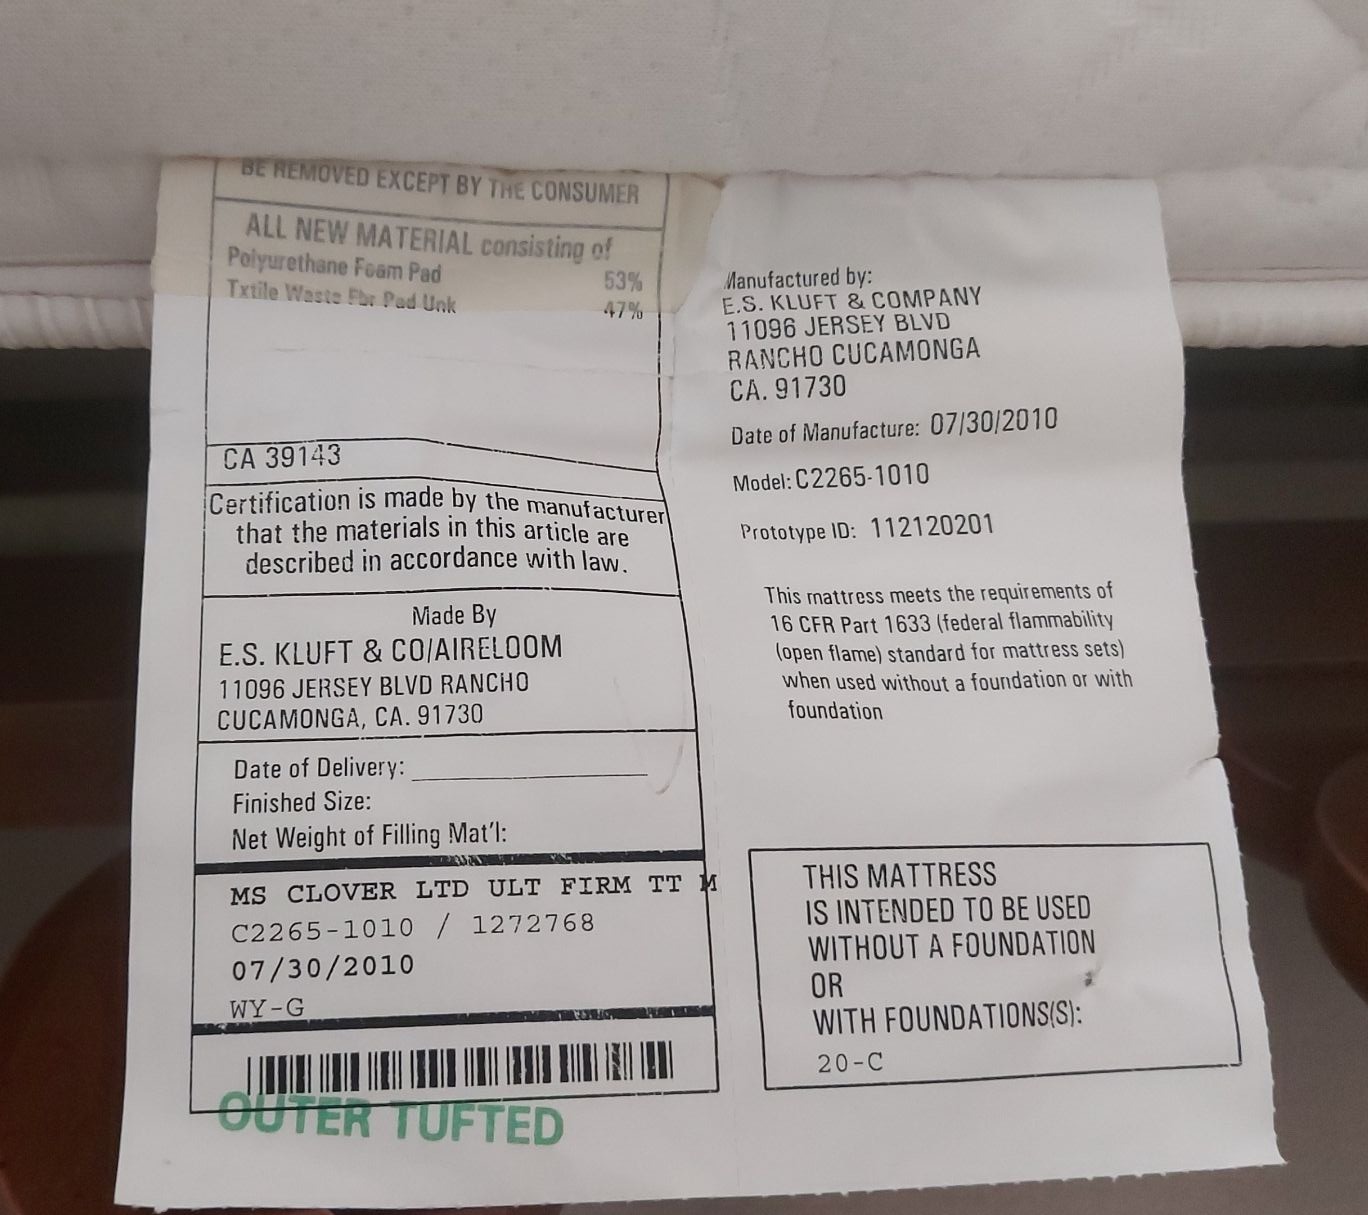 BE REMOVED EXCEPT BY THE CONSUMER
ALL NEW MATERIAL consisting of
Polyurethane Foam Pad 53%
Txtile Waste Fbr Pad Unk 47%
CA 39143
Certification is made by the manufacturer
that the materials in this article are
described in accordance with law.
Made By
E.S. KLUFT & CO/AIRELOOM
11096 JERSEY BLVD RANCHO
CUCAMONGA, CA. 91730
Date of Delivery:
Finished Size:
Net Weight of Filling Mat'l:
MS CLOVER LTD ULT FIRM TT M
C2265-1010 / 1272768
07/30/2010
WY-G
OUTER TUFTED
Manufactured by:
E.S. KLUFT & COMPANY
11096 JERSEY BLVD
RANCHO CUCAMONGA
CA. 91730
Date of Manufacture: 07/30/2010
Model: C2265-1010
Prototype ID: 112120201
This mattress meets the requirements of
16 CFR Part 1633 (federal flammability
(open flame) standard for mattress sets)
when used without a foundation or with
foundation
THIS MATTRESS
IS INTENDED TO BE USED
WITHOUT A FOUNDATION
OR
WITH FOUNDATIONS(S):
20-C